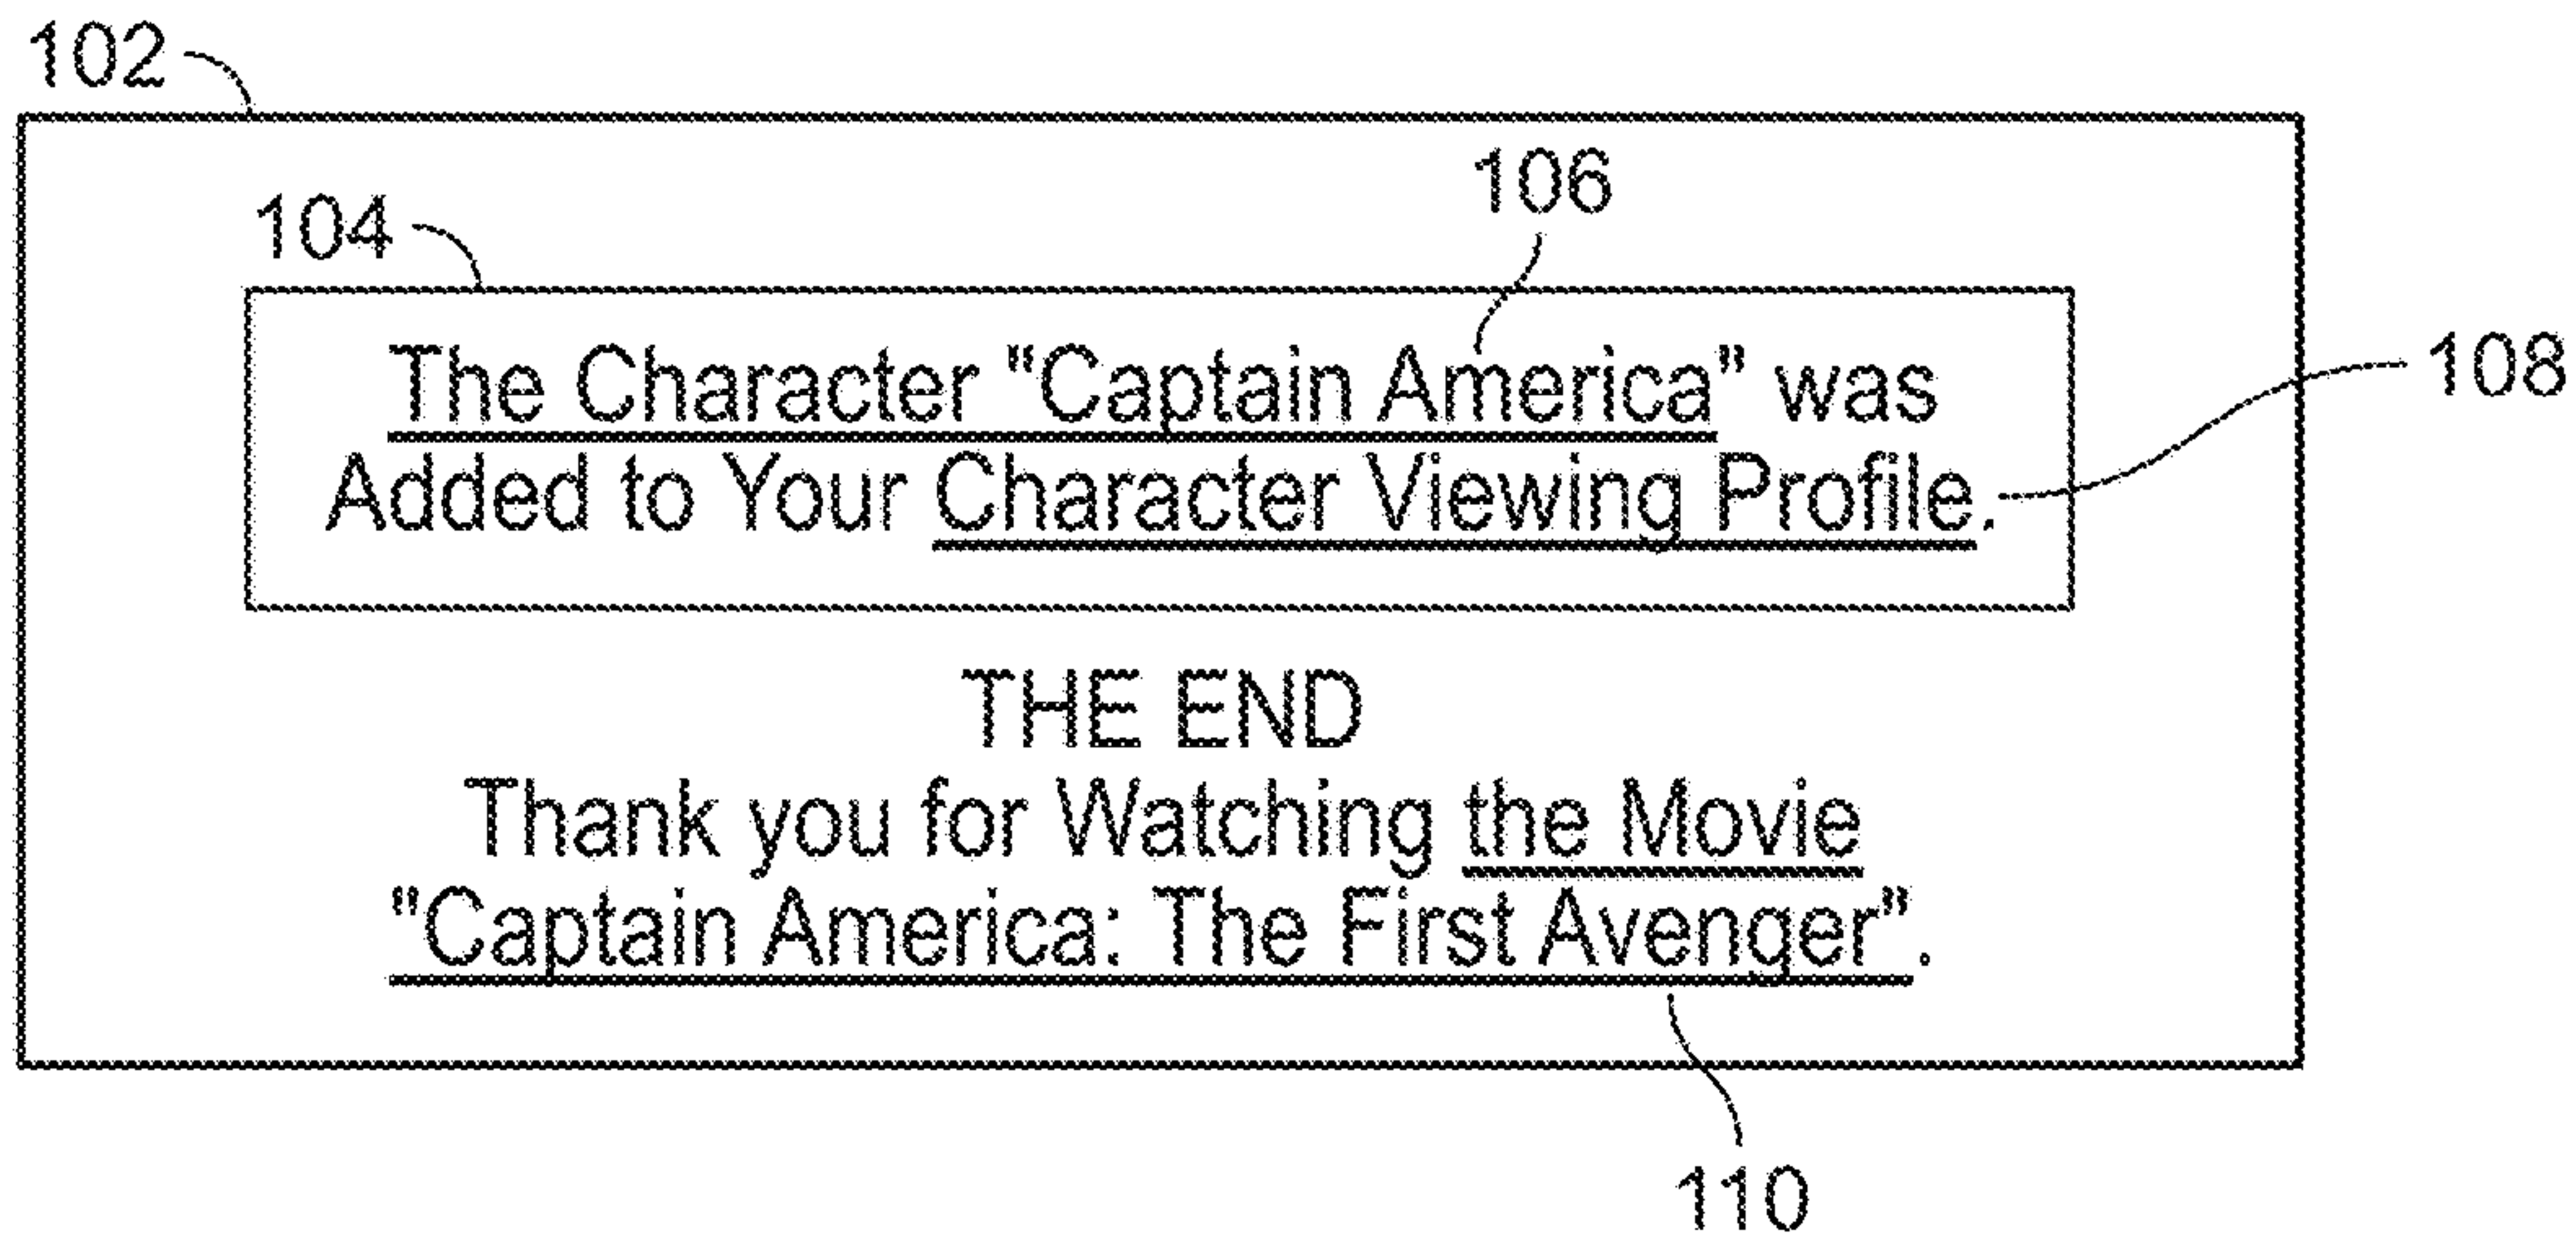 102
104
106
The Character "Captain America" was
108
Added to Your Character Viewing Profile.
THE END
Thank you for Watching the Movie
"Captain America: The First Avenger".
110